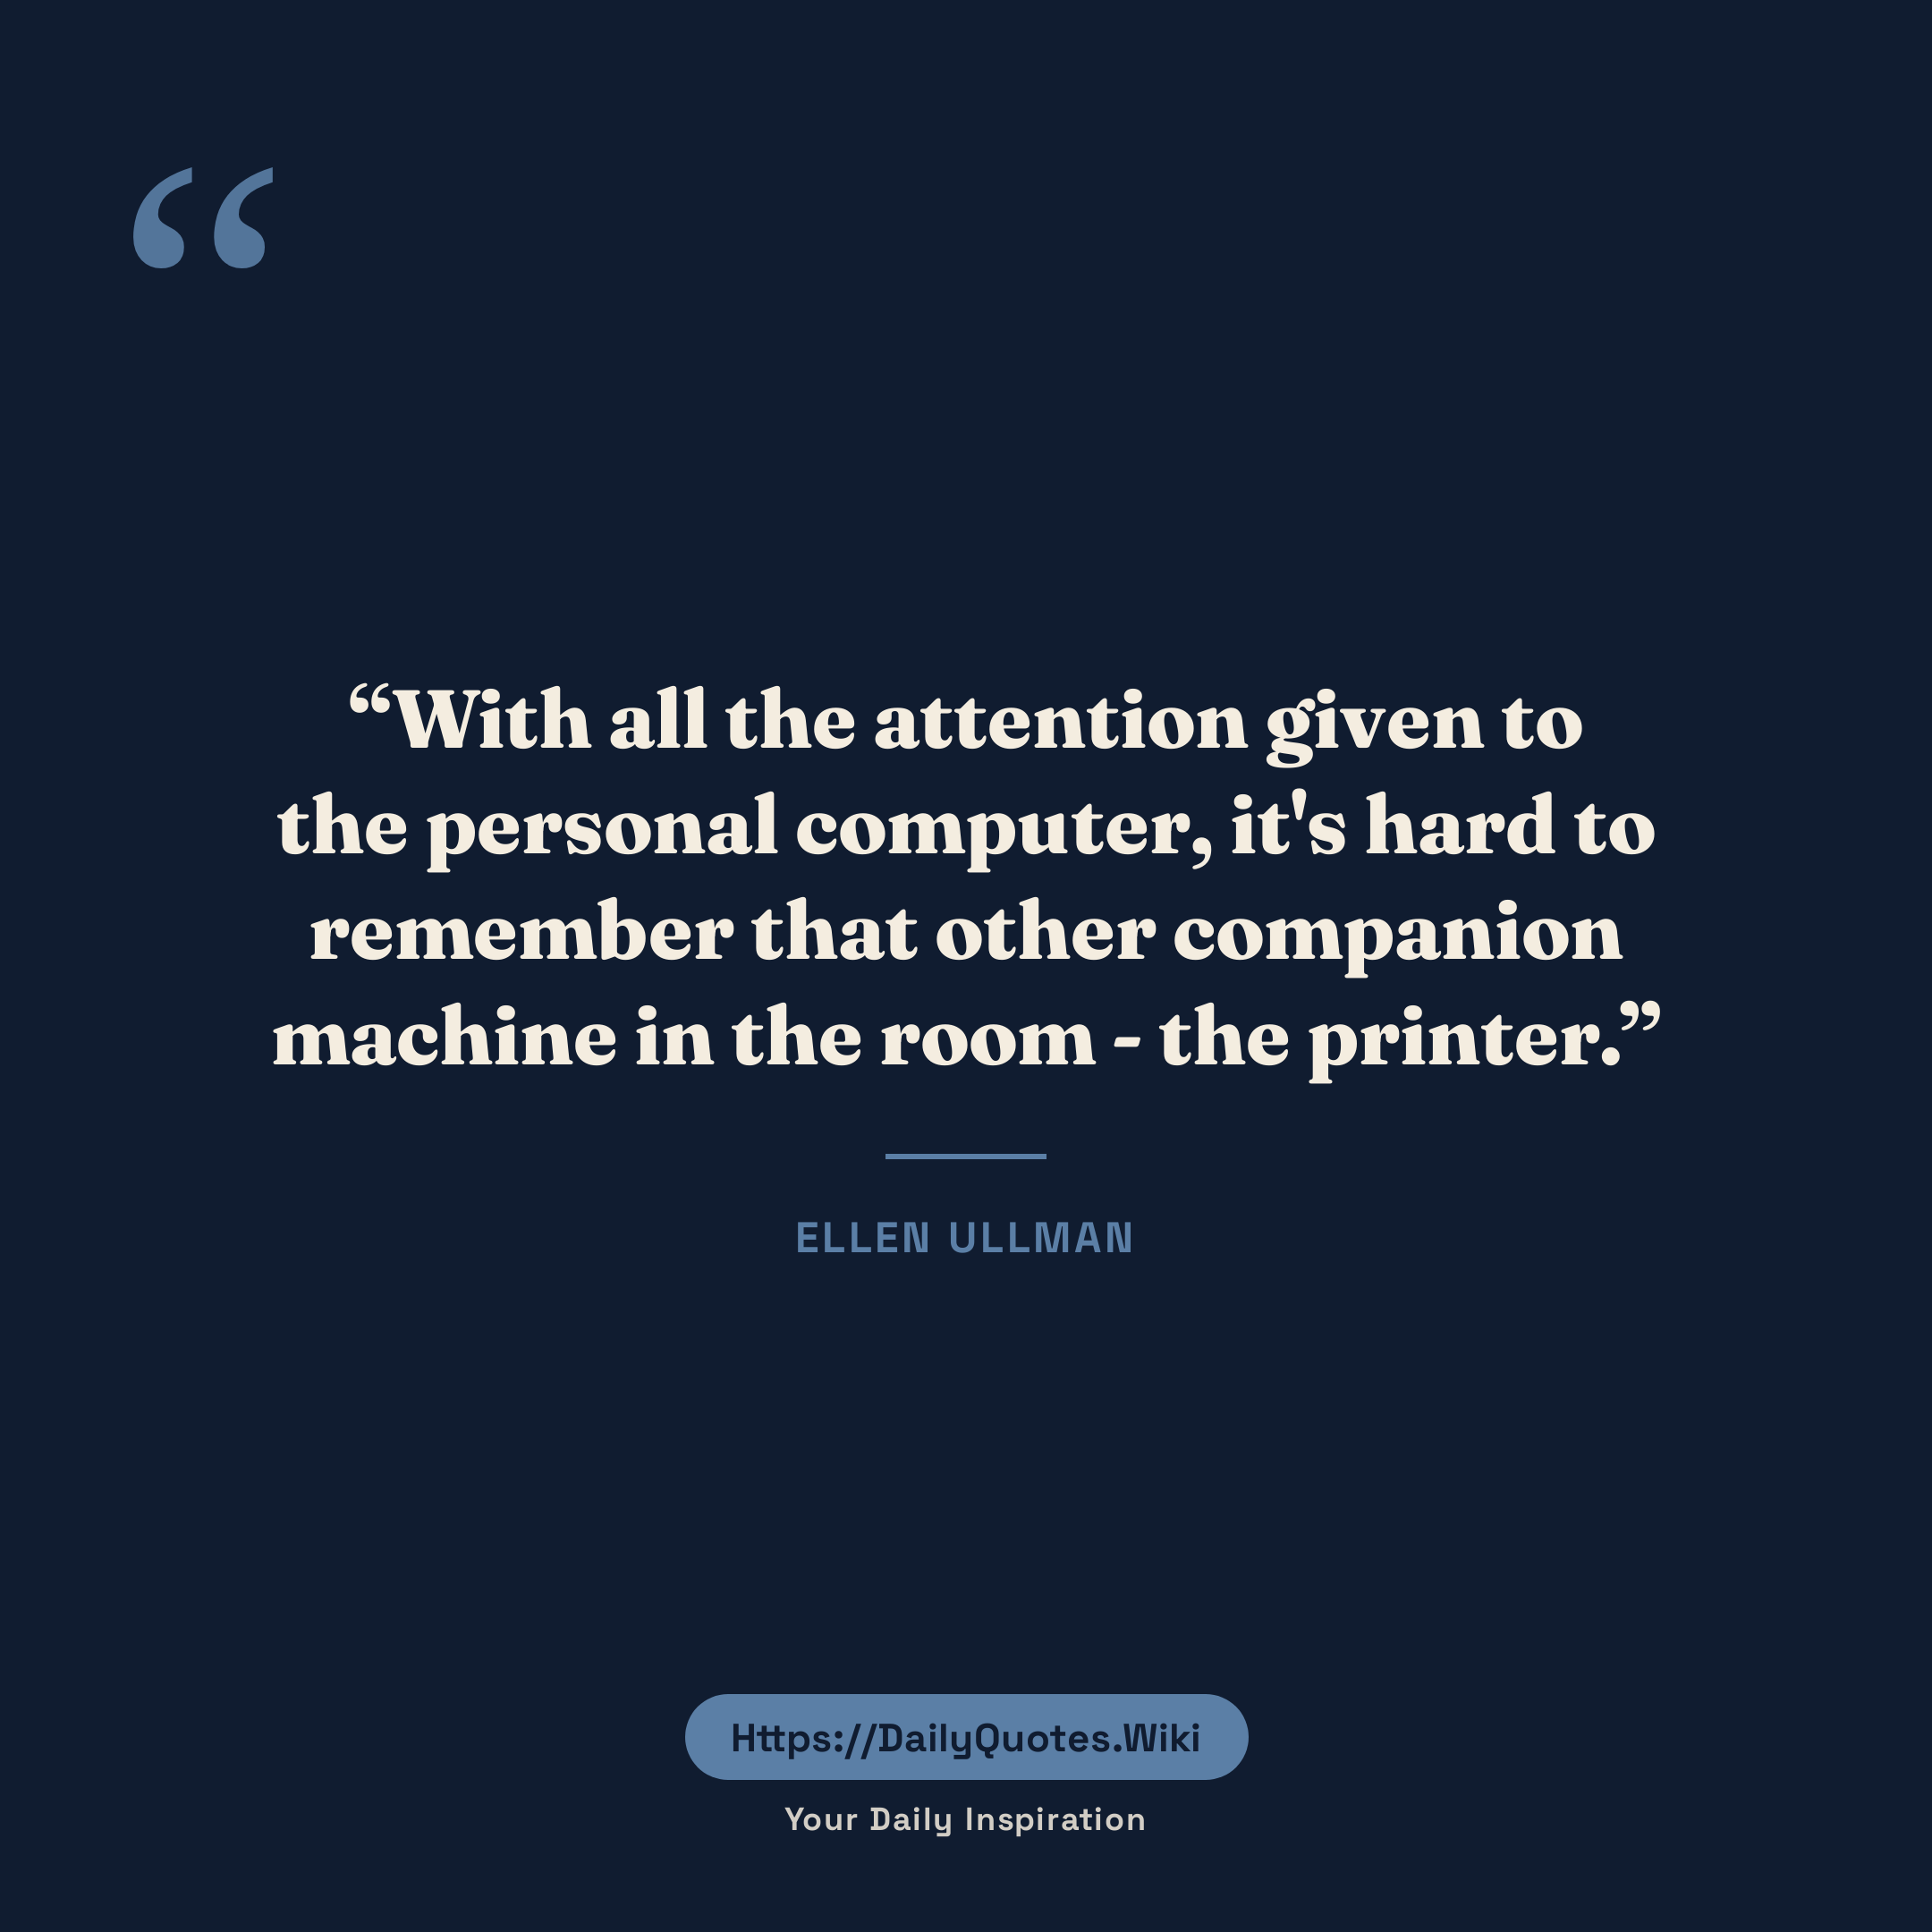 “
“With all the attention given to
the personal computer, it's hard to
remember that other companion
machine in the room - the printer.”
ELLEN ULLMAN
Https://DailyQuotes.Wiki
Your Daily Inspiration